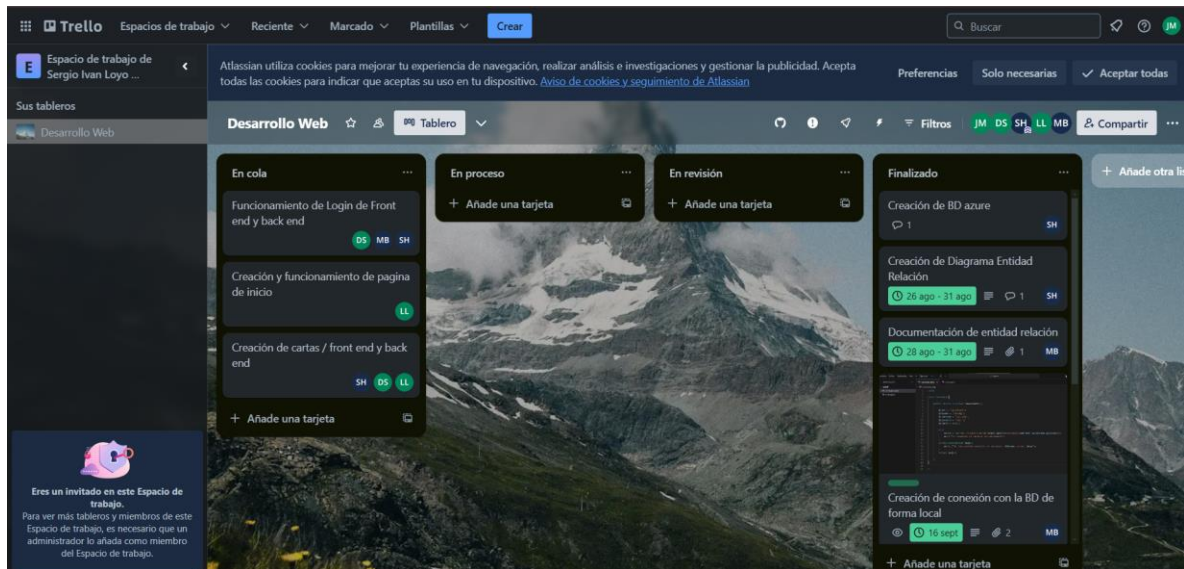 Trello Espacios de trabajo Reciente Marcado Plantillas Crear Buscar JM
E Espacio de trabajo de
Sergio Ivan Loyo ...
Atlassian utiliza cookies para mejorar tu experiencia de navegación, realizar análisis e investigaciones y gestionar la publicidad. Acepta
todas las cookies para indicar que aceptas su uso en tu dispositivo. Aviso de cookies y seguimiento de Atlassian
Preferencias Solo necesarias Aceptar todas
Sus tableros
Desarrollo Web
Desarrollo Web Tablero Filtros JM DS SH LL MB Compartir ...
En cola ...
Funcionamiento de Login de Front
end y back end
DS MB SH
Creación y funcionamiento de pagina
de inicio
LL
Creación de cartas / front end y back
end
SH DS LL
+ Añade una tarjeta
En proceso ...
+ Añade una tarjeta
En revisión ...
+ Añade una tarjeta
Finalizado ...
Creación de BD azure
1 SH
Creación de Diagrama Entidad
Relación
26 ago - 31 ago 1 SH
Documentación de entidad relación
28 ago - 31 ago 1 MB
Creación de conexión con la BD de
forma local
16 sept 2 MB
+ Añade una tarjeta
+ Añade otra lis
Eres un invitado en este Espacio de
trabajo.
Para ver más tableros y miembros de este
Espacio de trabajo, es necesario que un
administrador lo añada como miembro
del Espacio de trabajo.